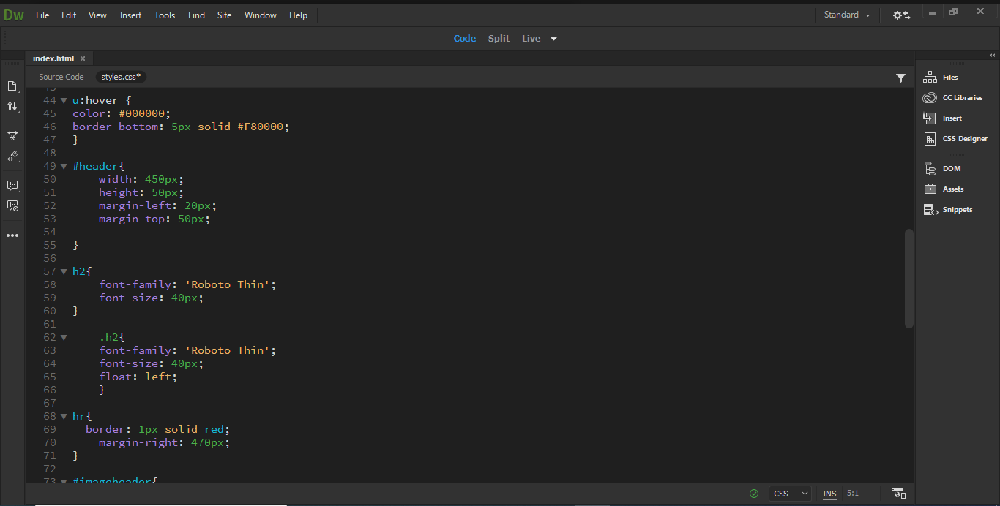 Dw File Edit View Insert Tools Find Site Window Help Standard
Code Split Live
index.html
Source Code styles.css*
43
44 u:hover {
45 color: #000000;
46 border-bottom: 5px solid #F80000;
47 }
48
49 #header{
50 width: 450px;
51 height: 50px;
52 margin-left: 20px;
53 margin-top: 50px;
54
55 }
56
57 h2{
58 font-family: 'Roboto Thin';
59 font-size: 40px;
60 }
61
62 .h2{
63 font-family: 'Roboto Thin';
64 font-size: 40px;
65 float: left;
66 }
67
68 hr{
69 border: 1px solid red;
70 margin-right: 470px;
71 }
72
73 #imageheader{
Files
CC Libraries
Insert
CSS Designer
DOM
Assets
Snippets
CSS INS 5:1